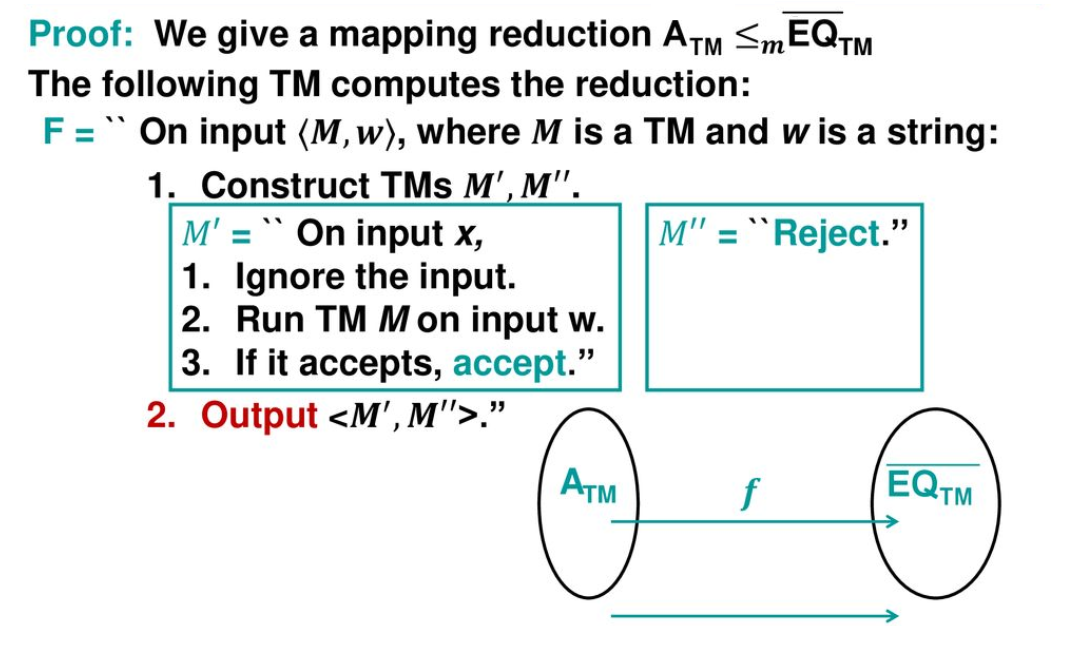 Proof: We give a mapping reduction A_TM ≤_m \overline{EQ_TM}
The following TM computes the reduction:
F = `` On input ⟨M, w⟩, where M is a TM and w is a string:
1. Construct TMs M′, M′′.
M′ = `` On input x,
1. Ignore the input.
2. Run TM M on input w.
3. If it accepts, accept.”
M′′ = ``Reject.”
2. Output <M′, M′′>.”
A_TM
f
\overline{EQ_TM}